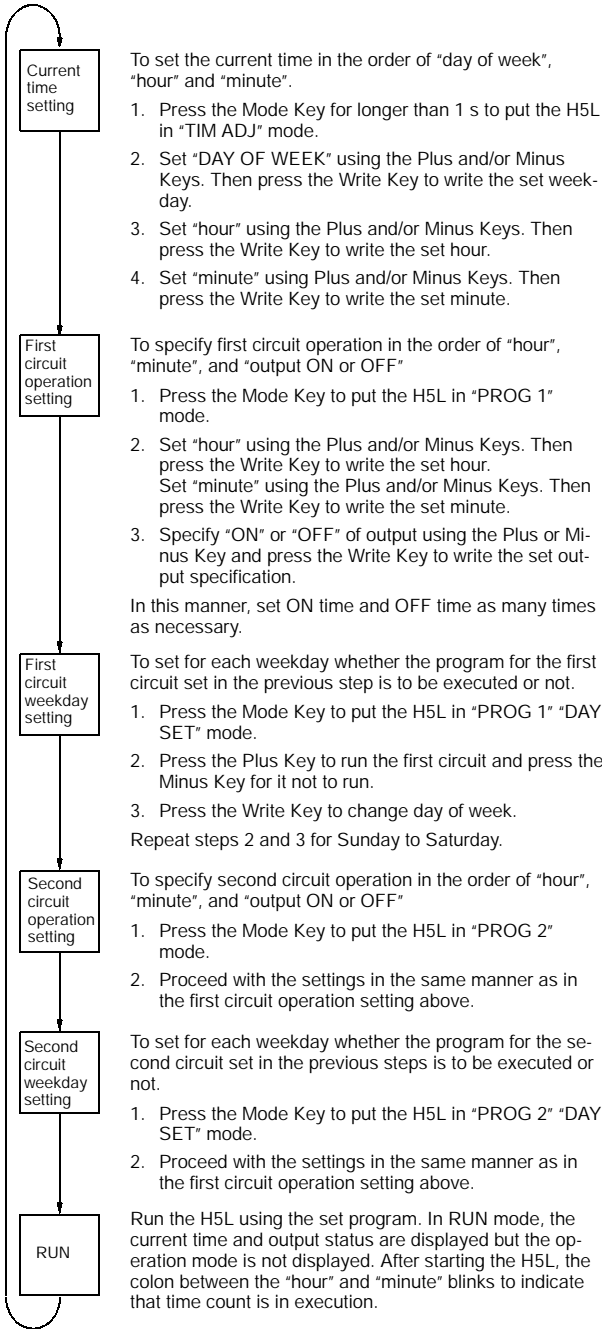 Current
time
setting
To set the current time in the order of “day of week”,
“hour” and “minute”.
1. Press the Mode Key for longer than 1 s to put the H5L
in “TIM ADJ” mode.
2. Set “DAY OF WEEK” using the Plus and/or Minus
Keys. Then press the Write Key to write the set week-
day.
3. Set “hour” using the Plus and/or Minus Keys. Then
press the Write Key to write the set hour.
4. Set “minute” using Plus and/or Minus Keys. Then
press the Write Key to write the set minute.
First
circuit
operation
setting
To specify first circuit operation in the order of “hour”,
“minute”, and “output ON or OFF”
1. Press the Mode Key to put the H5L in “PROG 1”
mode.
2. Set “hour” using the Plus and/or Minus Keys. Then
press the Write Key to write the set hour.
Set “minute” using the Plus and/or Minus Keys. Then
press the Write Key to write the set minute.
3. Specify “ON” or “OFF” of output using the Plus or Mi-
nus Key and press the Write Key to write the set out-
put specification.
In this manner, set ON time and OFF time as many times
as necessary.
First
circuit
weekday
setting
To set for each weekday whether the program for the first
circuit set in the previous step is to be executed or not.
1. Press the Mode Key to put the H5L in “PROG 1” “DAY
SET” mode.
2. Press the Plus Key to run the first circuit and press the
Minus Key for it not to run.
3. Press the Write Key to change day of week.
Repeat steps 2 and 3 for Sunday to Saturday.
Second
circuit
operation
setting
To specify second circuit operation in the order of “hour”,
“minute”, and “output ON or OFF”
1. Press the Mode Key to put the H5L in “PROG 2”
mode.
2. Proceed with the settings in the same manner as in
the first circuit operation setting above.
Second
circuit
weekday
setting
To set for each weekday whether the program for the se-
cond circuit set in the previous steps is to be executed or
not.
1. Press the Mode Key to put the H5L in “PROG 2” “DAY
SET” mode.
2. Proceed with the settings in the same manner as in
the first circuit operation setting above.
RUN
Run the H5L using the set program. In RUN mode, the
current time and output status are displayed but the op-
eration mode is not displayed. After starting the H5L, the
colon between the “hour” and “minute” blinks to indicate
that time count is in execution.